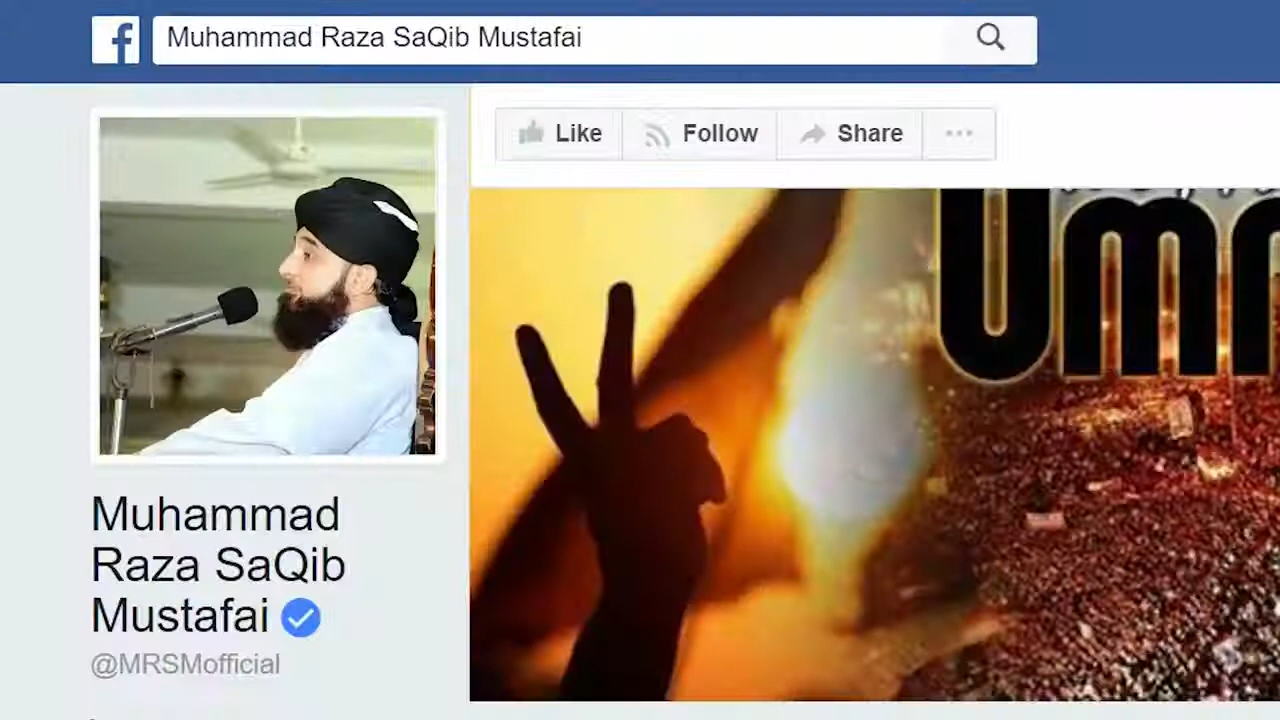 Muhammad Raza SaQib Mustafai
Like Follow Share
Muhammad
Raza SaQib
Mustafai
@MRSMofficial